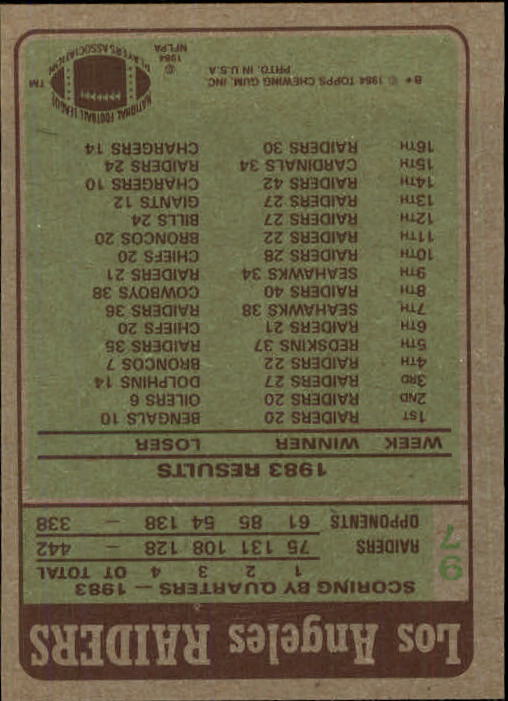 Los Angeles RAIDERS
97
SCORING BY QUARTERS — 1983
1 2 3 4 OT TOTAL
RAIDERS 75 131 108 128 — 442
OPPONENTS 61 85 54 138 — 338
1983 RESULTS
WEEK WINNER LOSER
1ST RAIDERS 20 BENGALS 10
2ND RAIDERS 20 OILERS 6
3RD RAIDERS 27 DOLPHINS 14
4TH RAIDERS 22 BRONCOS 7
5TH REDSKINS 37 RAIDERS 35
6TH RAIDERS 21 CHIEFS 20
7TH SEAHAWKS 38 RAIDERS 36
8TH RAIDERS 40 COWBOYS 38
9TH SEAHAWKS 34 RAIDERS 21
10TH RAIDERS 28 CHIEFS 20
11TH RAIDERS 22 BRONCOS 20
12TH RAIDERS 27 BILLS 24
13TH RAIDERS 27 GIANTS 12
14TH RAIDERS 42 CHARGERS 10
15TH CARDINALS 34 RAIDERS 24
16TH RAIDERS 30 CHARGERS 14
B* © 1984 TOPPS CHEWING GUM, INC.
PRTD. IN U.S.A
© 1984 NFLPA
NATIONAL FOOTBALL LEAGUE PLAYERS ASSOCIATION
TM